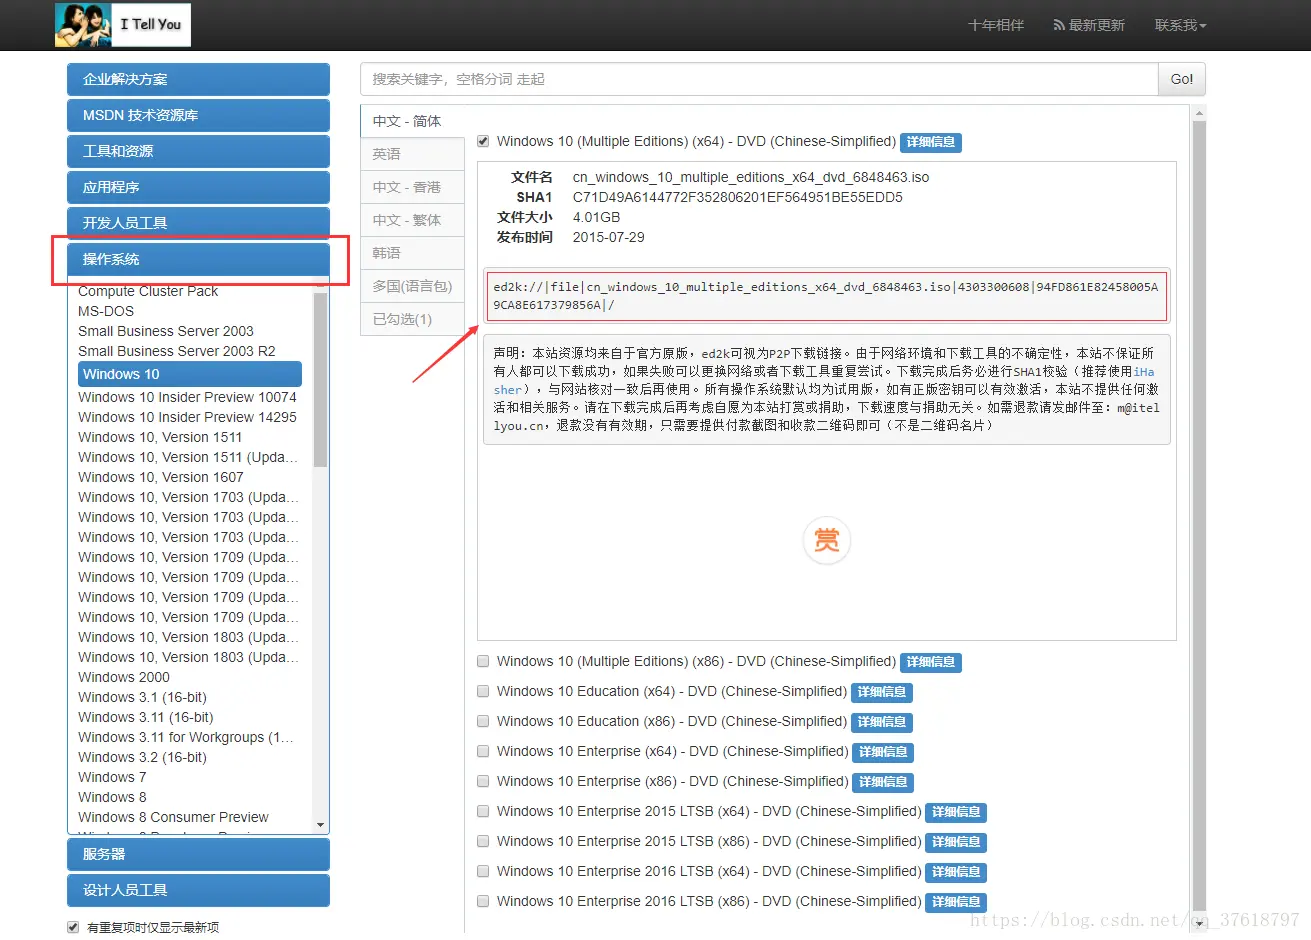 I Tell You
十年相伴
最新更新
联系我
企业解决方案
MSDN 技术资源库
工具和资源
应用程序
开发人员工具
操作系统
Compute Cluster Pack
MS-DOS
Small Business Server 2003
Small Business Server 2003 R2
Windows 10
Windows 10 Insider Preview 10074
Windows 10 Insider Preview 14295
Windows 10, Version 1511
Windows 10, Version 1511 (Upda...
Windows 10, Version 1607
Windows 10, Version 1703 (Upda...
Windows 10, Version 1703 (Upda...
Windows 10, Version 1703 (Upda...
Windows 10, Version 1709 (Upda...
Windows 10, Version 1709 (Upda...
Windows 10, Version 1709 (Upda...
Windows 10, Version 1709 (Upda...
Windows 10, Version 1803 (Upda...
Windows 10, Version 1803 (Upda...
Windows 2000
Windows 3.1 (16-bit)
Windows 3.11 (16-bit)
Windows 3.11 for Workgroups (1...
Windows 3.2 (16-bit)
Windows 7
Windows 8
Windows 8 Consumer Preview
服务器
设计人员工具
有重复项时仅显示最新项
搜索关键字，空格分词 走起
Go!
中文 - 简体
英语
中文 - 香港
中文 - 繁体
韩语
多国(语言包)
已勾选(1)
Windows 10 (Multiple Editions) (x64) - DVD (Chinese-Simplified) 详细信息
文件名 cn_windows_10_multiple_editions_x64_dvd_6848463.iso
SHA1 C71D49A6144772F352806201EF564951BE55EDD5
文件大小 4.01GB
发布时间 2015-07-29
ed2k://|file|cn_windows_10_multiple_editions_x64_dvd_6848463.iso|4303300608|94FD861E82458005A
9CA8E617379856A|/
声明：本站资源均来自于官方原版，ed2k可视为P2P下载链接。由于网络环境和下载工具的不确定性，本站不保证所
有人都可以下载成功，如果失败可以更换网络或者下载工具重复尝试。下载完成后务必进行SHA1校验（推荐使用iHa
sher），与网站核对一致后再使用。所有操作系统默认均为试用版，如有正版密钥可以有效激活，本站不提供任何激
活和相关服务。请在下载完成后再考虑自愿为本站打赏或捐助，下载速度与捐助无关。如需退款请发邮件至：m@itel
lyou.cn，退款没有有效期，只需要提供付款截图和收款二维码即可（不是二维码名片）
赏
Windows 10 (Multiple Editions) (x86) - DVD (Chinese-Simplified) 详细信息
Windows 10 Education (x64) - DVD (Chinese-Simplified) 详细信息
Windows 10 Education (x86) - DVD (Chinese-Simplified) 详细信息
Windows 10 Enterprise (x64) - DVD (Chinese-Simplified) 详细信息
Windows 10 Enterprise (x86) - DVD (Chinese-Simplified) 详细信息
Windows 10 Enterprise 2015 LTSB (x64) - DVD (Chinese-Simplified) 详细信息
Windows 10 Enterprise 2015 LTSB (x86) - DVD (Chinese-Simplified) 详细信息
Windows 10 Enterprise 2016 LTSB (x64) - DVD (Chinese-Simplified) 详细信息
Windows 10 Enterprise 2016 LTSB (x86) - DVD (Chinese-Simplified) 详细信息
https://blog.csdn.net/qq_37618797